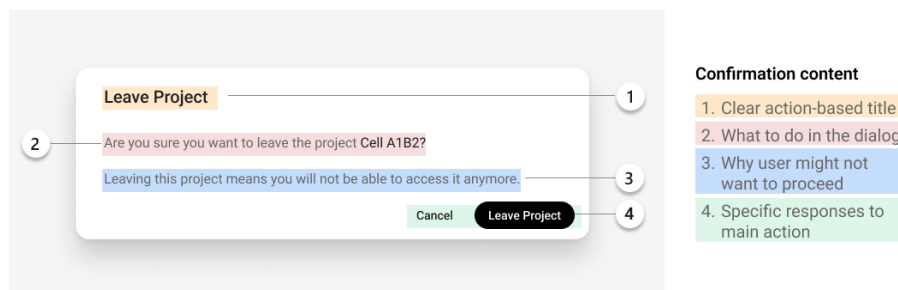 Leave Project
1
2
Are you sure you want to leave the project Cell A1B2?
Leaving this project means you will not be able to access it anymore.
3
Cancel
Leave Project
4
Confirmation content
1. Clear action-based title
2. What to do in the dialog
3. Why user might not
want to proceed
4. Specific responses to
main action